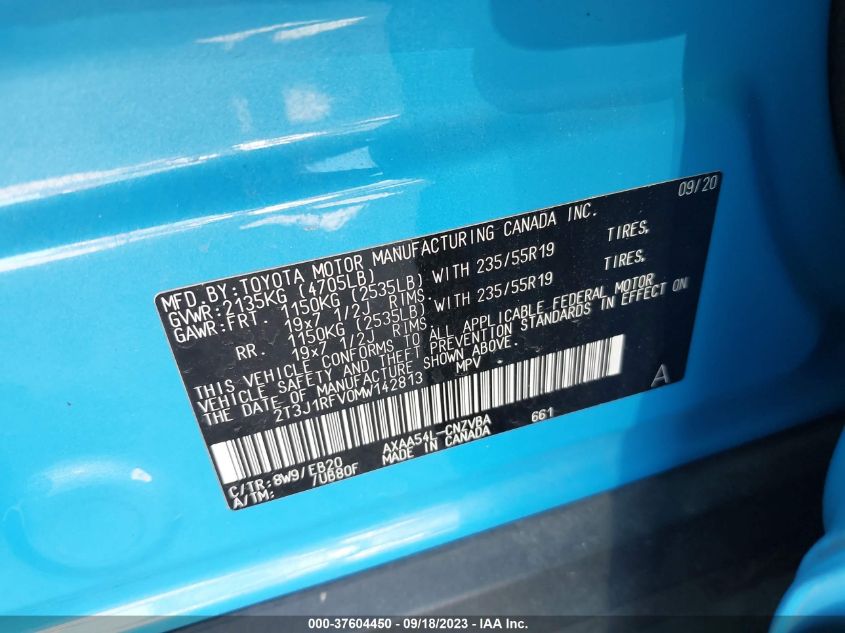 09/20
MFD. BY: TOYOTA MOTOR MANUFACTURING CANADA INC.
GVWR: 2135KG (4705LB)
GAWR: FRT. 1150KG (2535LB) WITH 235/55R19 TIRES.
19x7 1/2J RIMS.
RR. 1150KG (2535LB) WITH 235/55R19 TIRES.
19x7 1/2J RIMS.
THIS VEHICLE CONFORMS TO ALL APPLICABLE FEDERAL MOTOR
VEHICLE SAFETY AND THEFT PREVENTION STANDARDS IN EFFECT ON
THE DATE OF MANUFACTURE SHOWN ABOVE.
2T3J1RFV0MW142813 MPV
A
C/TR: 8W9/EB20 AXAA54L-CNZVBA 661
A/TM: /UB80F MADE IN CANADA
000-37604450 - 09/18/2023 - IAA Inc.